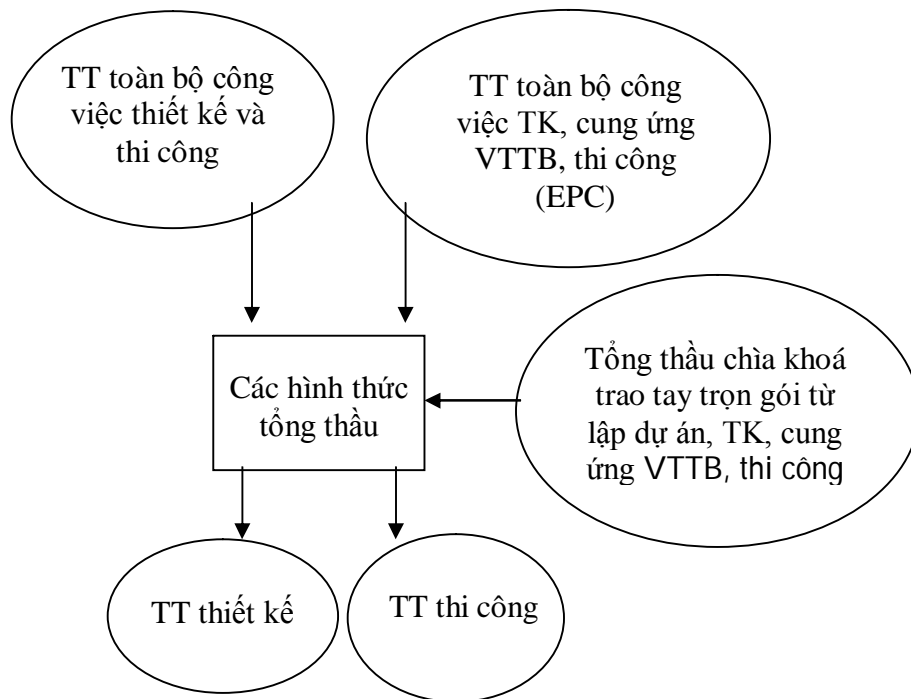 TT toàn bộ công
việc thiết kế và
thi công
TT toàn bộ công
việc TK, cung ứng
VTTB, thi công
(EPC)
Các hình thức
tổng thầu
Tổng thầu chìa khoá
trao tay trọn gói từ
lập dự án, TK, cung
ứng VTTB, thi công
TT thiết kế
TT thi công